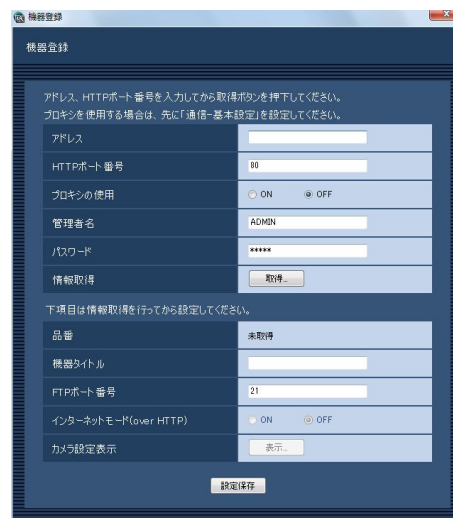 機器登録
機器登録
アドレス、HTTPポート番号を入力してから取得ボタンを押下してください。
プロキシを使用する場合は、先に「通信-基本設定」を設定してください。
アドレス
HTTPポート番号 80
プロキシの使用 ON OFF
管理者名 ADMIN
パスワード *****
情報取得 取得...
下項目は情報取得を行ってから設定してください。
品番 未取得
機器タイトル
FTPポート番号 21
インターネットモード(over HTTP) ON OFF
カメラ設定表示 表示...
設定保存